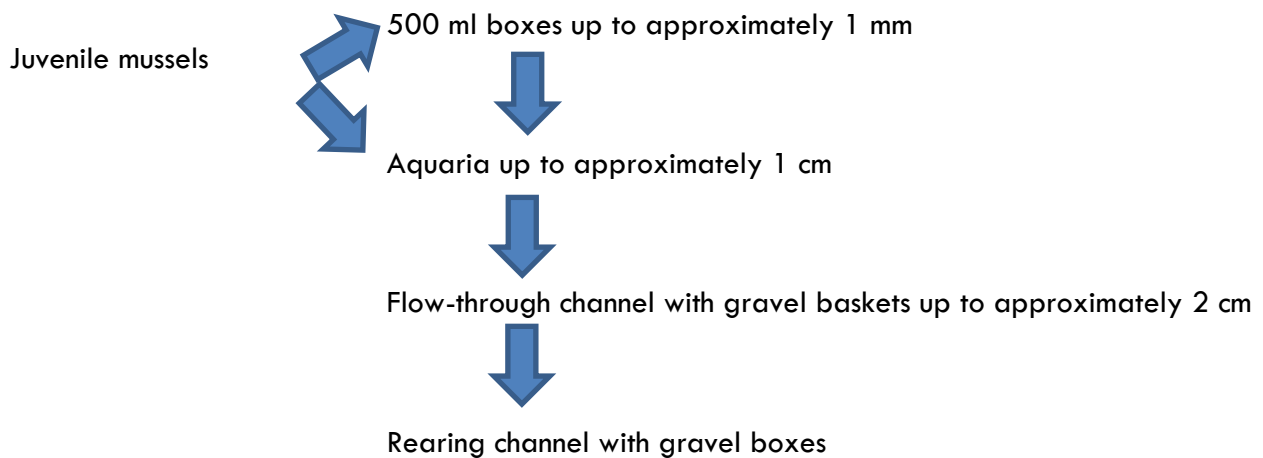 Juvenile mussels
500 ml boxes up to approximately 1 mm
Aquaria up to approximately 1 cm
Flow-through channel with gravel baskets up to approximately 2 cm
Rearing channel with gravel boxes